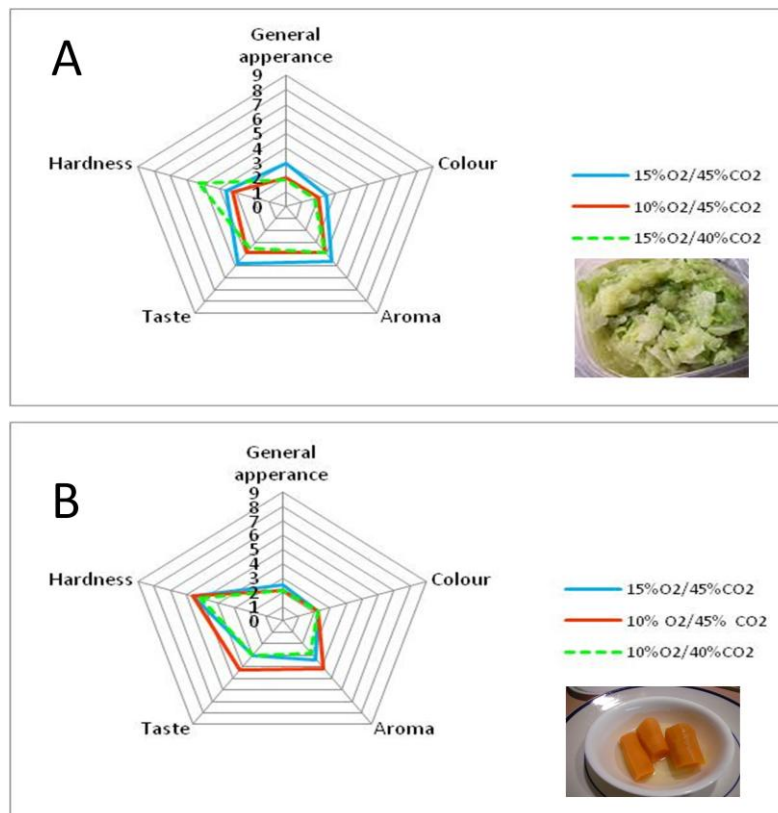 A
General
apperance
9
8
7
6
5
4
3
2
1
0
Hardness
Colour
Taste
Aroma
15%O2/45%CO2
10%O2/45%CO2
15%O2/40%CO2
B
General
apperance
9
8
7
6
5
4
3
2
1
0
Hardness
Colour
Taste
Aroma
15%O2/45%CO2
10% O2/45% CO2
10%O2/40%CO2